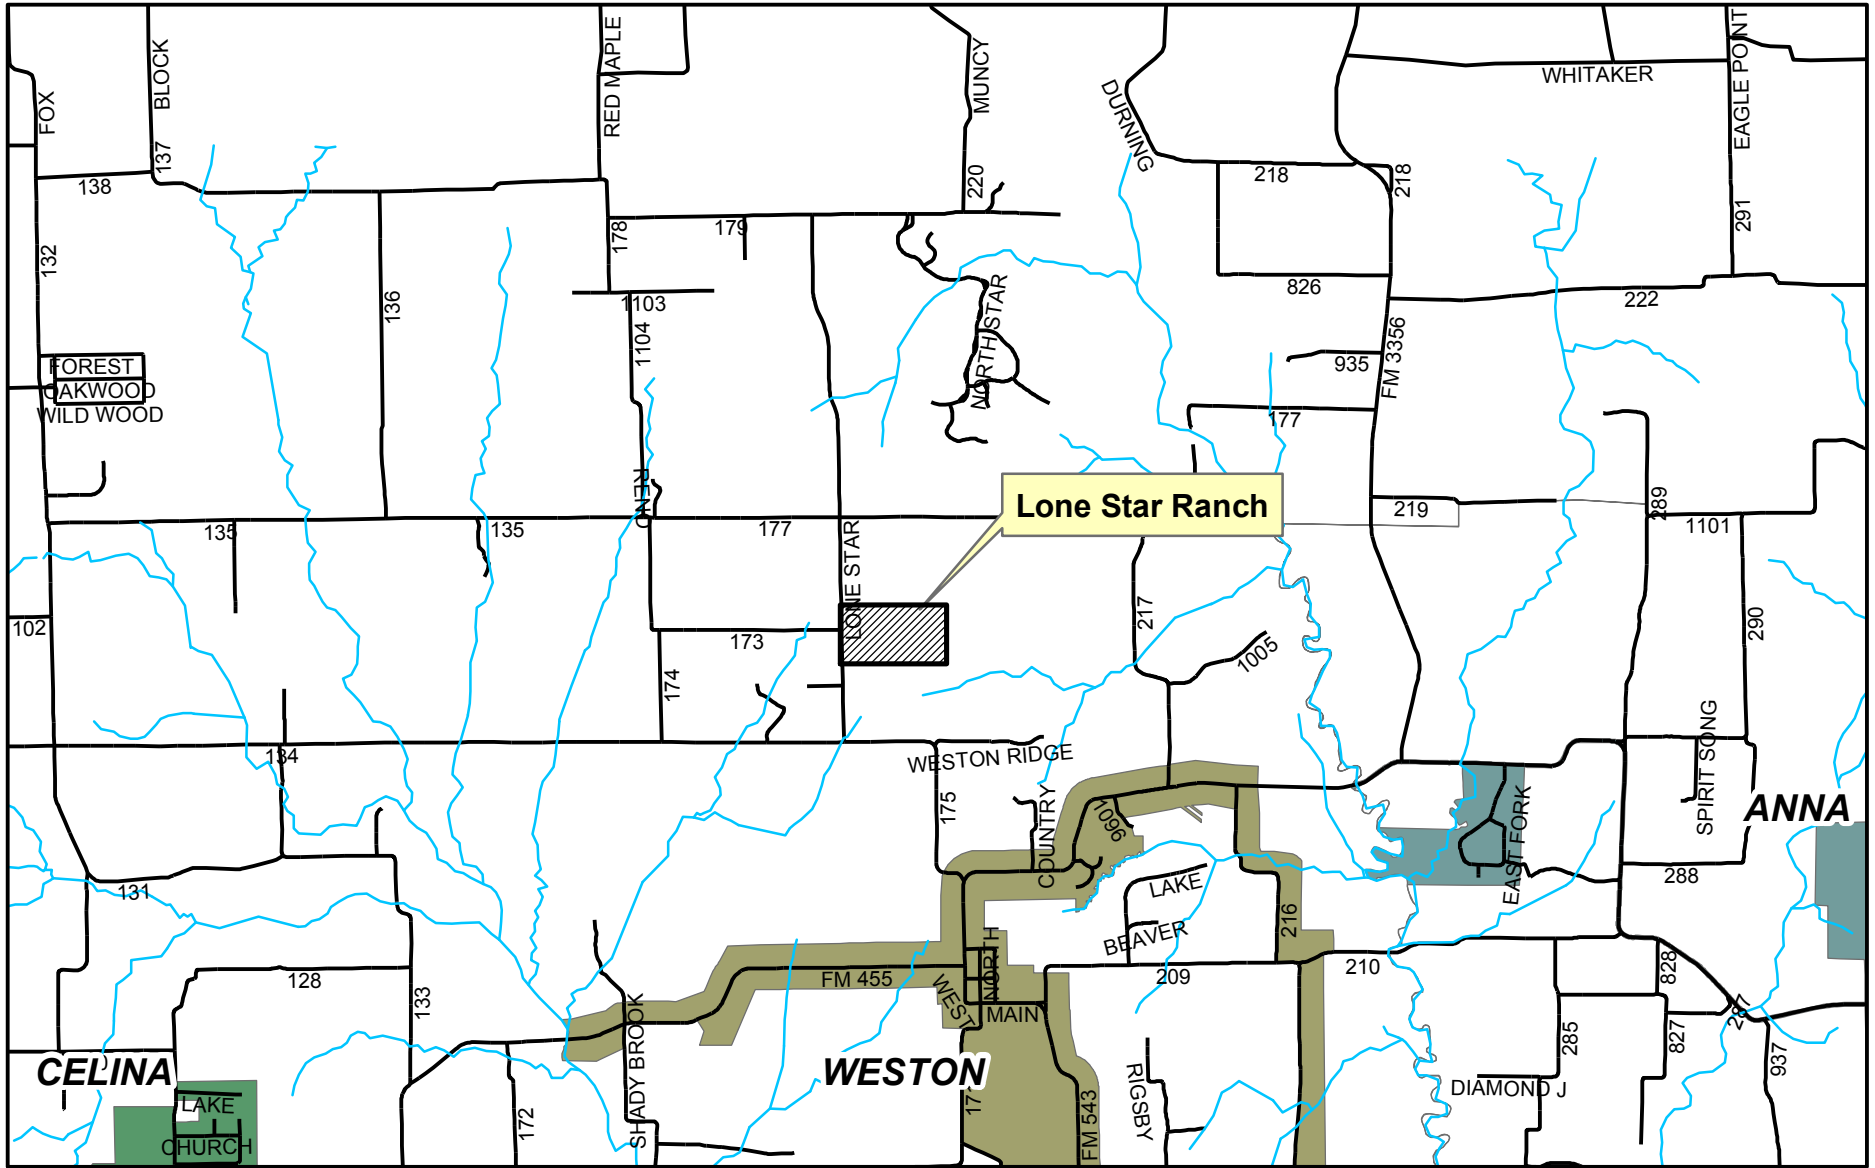 BLOCK
RED MAPLE
MUNCY
EAGLE POINT
WHITAKER
FOX
DURNING
137
138
218
218
220
132
178
179
291
136
826
222
1103
NORTH STAR
1104
FM 3356
935
FOREST
OAKWOOD
WILD WOOD
177
RENO
Lone Star Ranch
289
219
1101
135
135
177
LONE STAR
102
217
290
173
1005
174
134
WESTON RIDGE
SPIRIT SONG
175
COUNTRY
1096
EAST FORK
ANNA
131
LAKE
288
216
BEAVER
NORTH
128
FM 455
209
210
828
133
WEST
MAIN
287
SHADY BROOK
285
827
937
CELINA
WESTON
RIGSBY
DIAMOND J
LAKE
172
FM 543
CHURCH